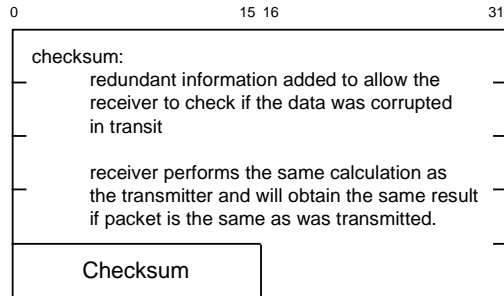 0 15 16 31
checksum:
redundant information added to allow the
receiver to check if the data was corrupted
in transit
receiver performs the same calculation as
the transmitter and will obtain the same result
if packet is the same as was transmitted.
Checksum